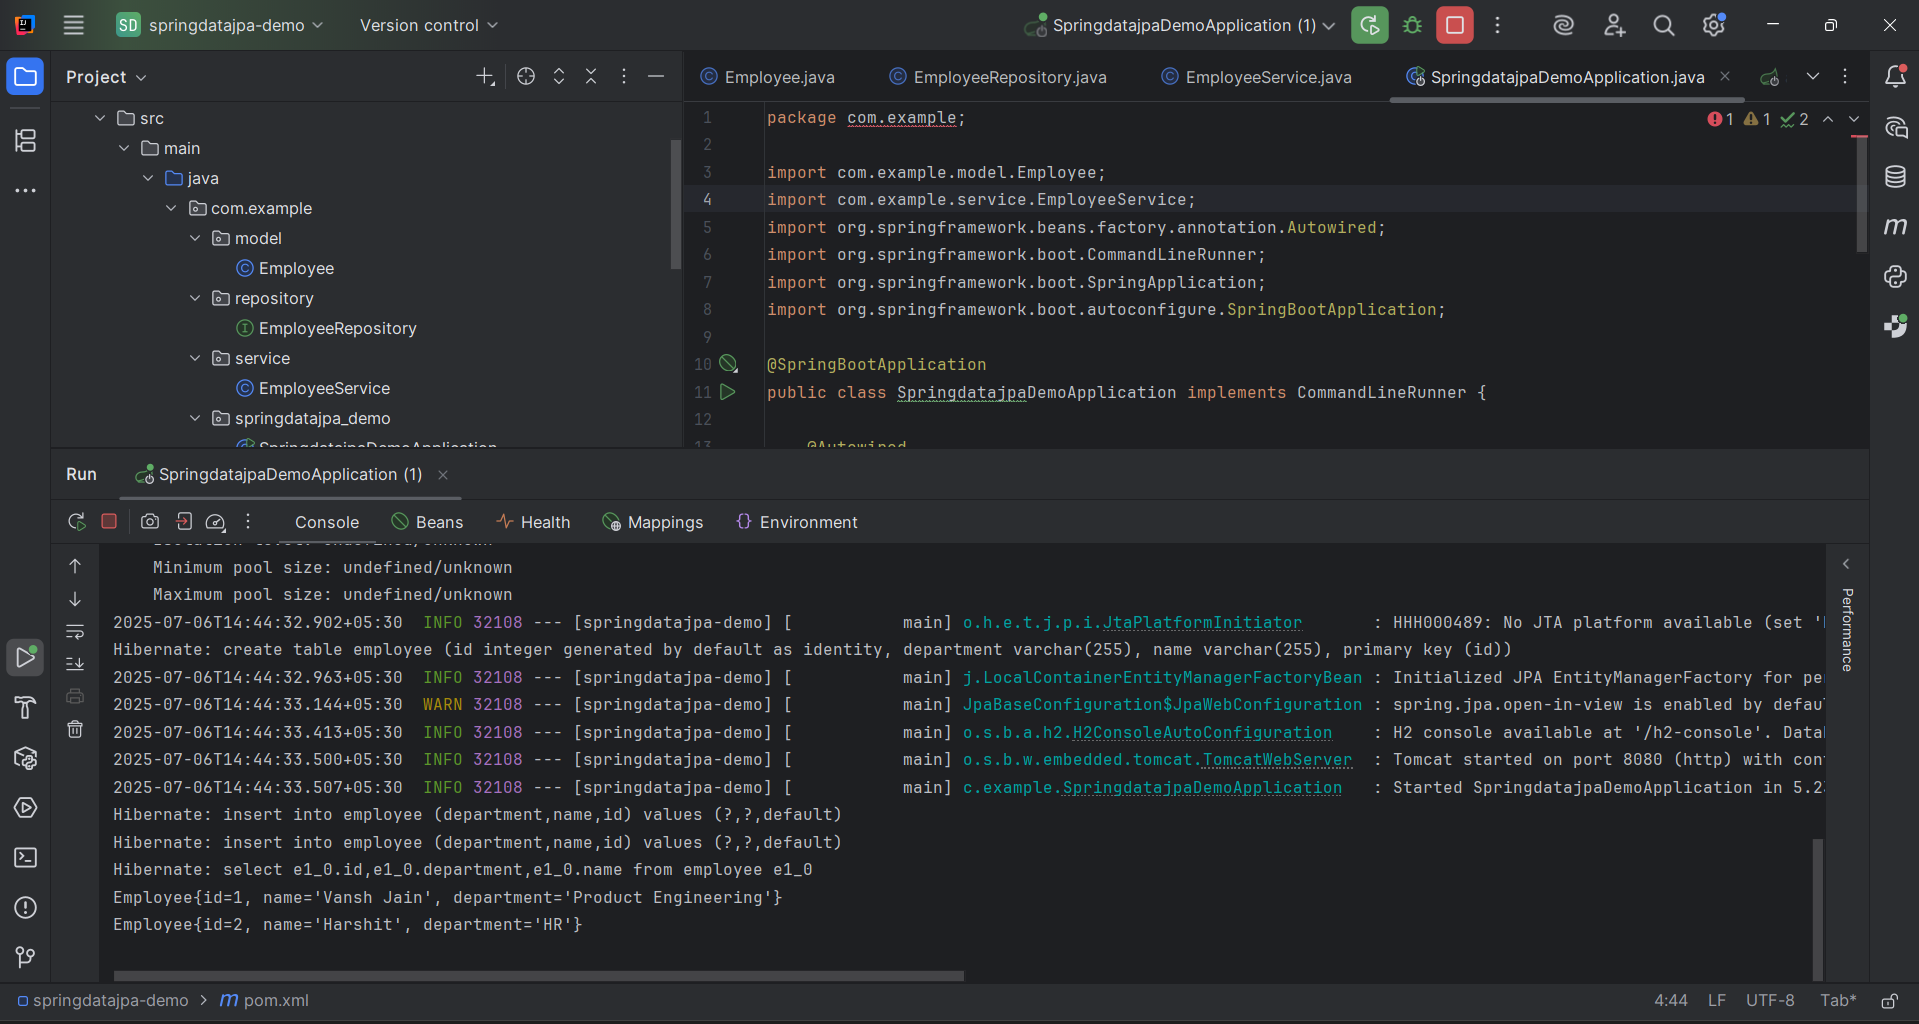 SD springdatajpa-demo Version control SpringdatajpaDemoApplication (1)
Project
src
main
java
com.example
model
Employee
repository
EmployeeRepository
service
EmployeeService
springdatajpa_demo
SpringdatajpaDemoApplication
Employee.java EmployeeRepository.java EmployeeService.java SpringdatajpaDemoApplication.java
1 1 2
1 package com.example;
2
3 import com.example.model.Employee;
4 import com.example.service.EmployeeService;
5 import org.springframework.beans.factory.annotation.Autowired;
6 import org.springframework.boot.CommandLineRunner;
7 import org.springframework.boot.SpringApplication;
8 import org.springframework.boot.autoconfigure.SpringBootApplication;
9
10 @SpringBootApplication
11 public class SpringdatajpaDemoApplication implements CommandLineRunner {
12
13 @Autowired
Run SpringdatajpaDemoApplication (1)
Console Beans Health Mappings Environment
Minimum pool size: undefined/unknown
Maximum pool size: undefined/unknown
2025-07-06T14:44:32.902+05:30 INFO 32108 --- [springdatajpa-demo] [ main] o.h.e.t.j.p.i.JtaPlatformInitiator : HHH000489: No JTA platform available (set '
Hibernate: create table employee (id integer generated by default as identity, department varchar(255), name varchar(255), primary key (id))
2025-07-06T14:44:32.963+05:30 INFO 32108 --- [springdatajpa-demo] [ main] j.LocalContainerEntityManagerFactoryBean : Initialized JPA EntityManagerFactory for pe
2025-07-06T14:44:33.144+05:30 WARN 32108 --- [springdatajpa-demo] [ main] JpaBaseConfiguration$JpaWebConfiguration : spring.jpa.open-in-view is enabled by defau
2025-07-06T14:44:33.413+05:30 INFO 32108 --- [springdatajpa-demo] [ main] o.s.b.a.h2.H2ConsoleAutoConfiguration : H2 console available at '/h2-console'. Data
2025-07-06T14:44:33.500+05:30 INFO 32108 --- [springdatajpa-demo] [ main] o.s.b.w.embedded.tomcat.TomcatWebServer : Tomcat started on port 8080 (http) with con
2025-07-06T14:44:33.507+05:30 INFO 32108 --- [springdatajpa-demo] [ main] c.example.SpringdatajpaDemoApplication : Started SpringdatajpaDemoApplication in 5.2
Hibernate: insert into employee (department,name,id) values (?,?,default)
Hibernate: insert into employee (department,name,id) values (?,?,default)
Hibernate: select e1_0.id,e1_0.department,e1_0.name from employee e1_0
Employee{id=1, name='Vansh Jain', department='Product Engineering'}
Employee{id=2, name='Harshit', department='HR'}
Performance
springdatajpa-demo > m pom.xml 4:44 LF UTF-8 Tab*